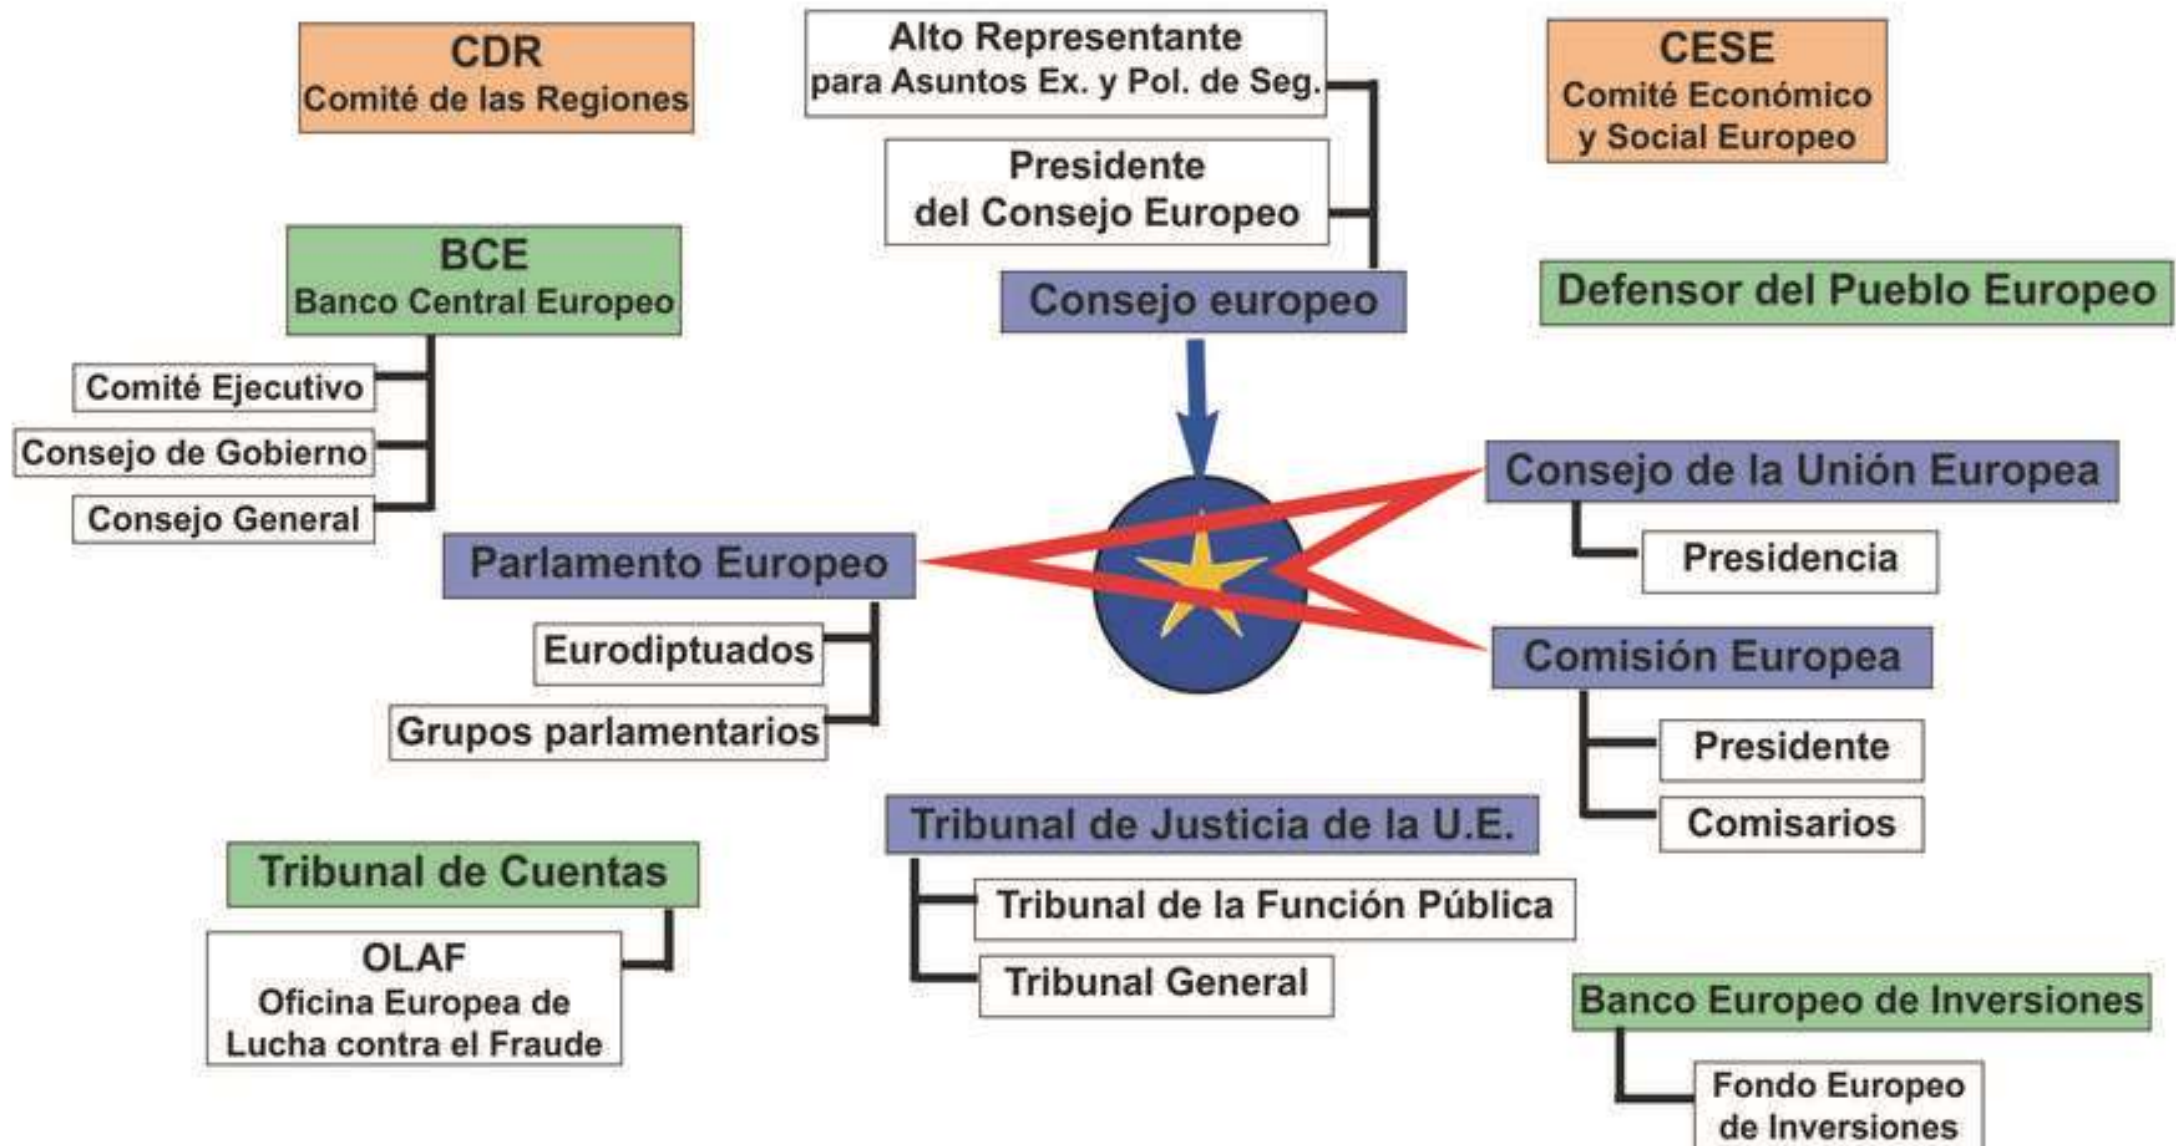 CDR
Comité de las Regiones
Alto Representante
para Asuntos Ex. y Pol. de Seg.
Presidente
del Consejo Europeo
Consejo europeo
CESE
Comité Económico
y Social Europeo
BCE
Banco Central Europeo
Comité Ejecutivo
Consejo de Gobierno
Consejo General
Defensor del Pueblo Europeo
Parlamento Europeo
Eurodiptuados
Grupos parlamentarios
Consejo de la Unión Europea
Presidencia
Comisión Europea
Presidente
Comisarios
Tribunal de Justicia de la U.E.
Tribunal de la Función Pública
Tribunal General
Tribunal de Cuentas
OLAF
Oficina Europea de
Lucha contra el Fraude
Banco Europeo de Inversiones
Fondo Europeo
de Inversiones